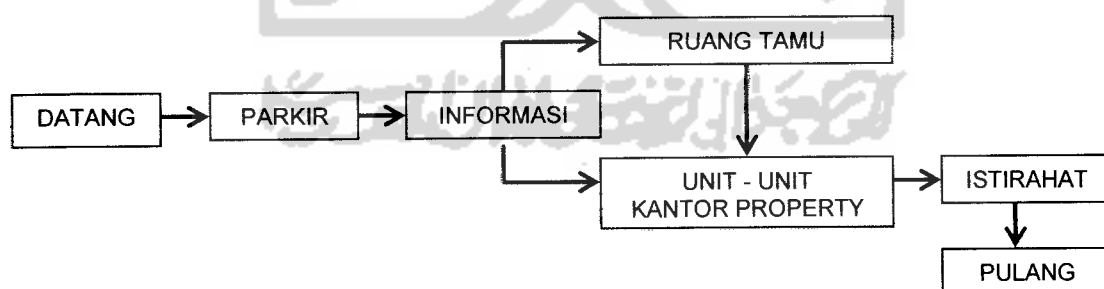 RUANG TAMU
DATANG
PARKIR
INFORMASI
UNIT - UNIT
KANTOR PROPERTY
ISTIRAHAT
PULANG